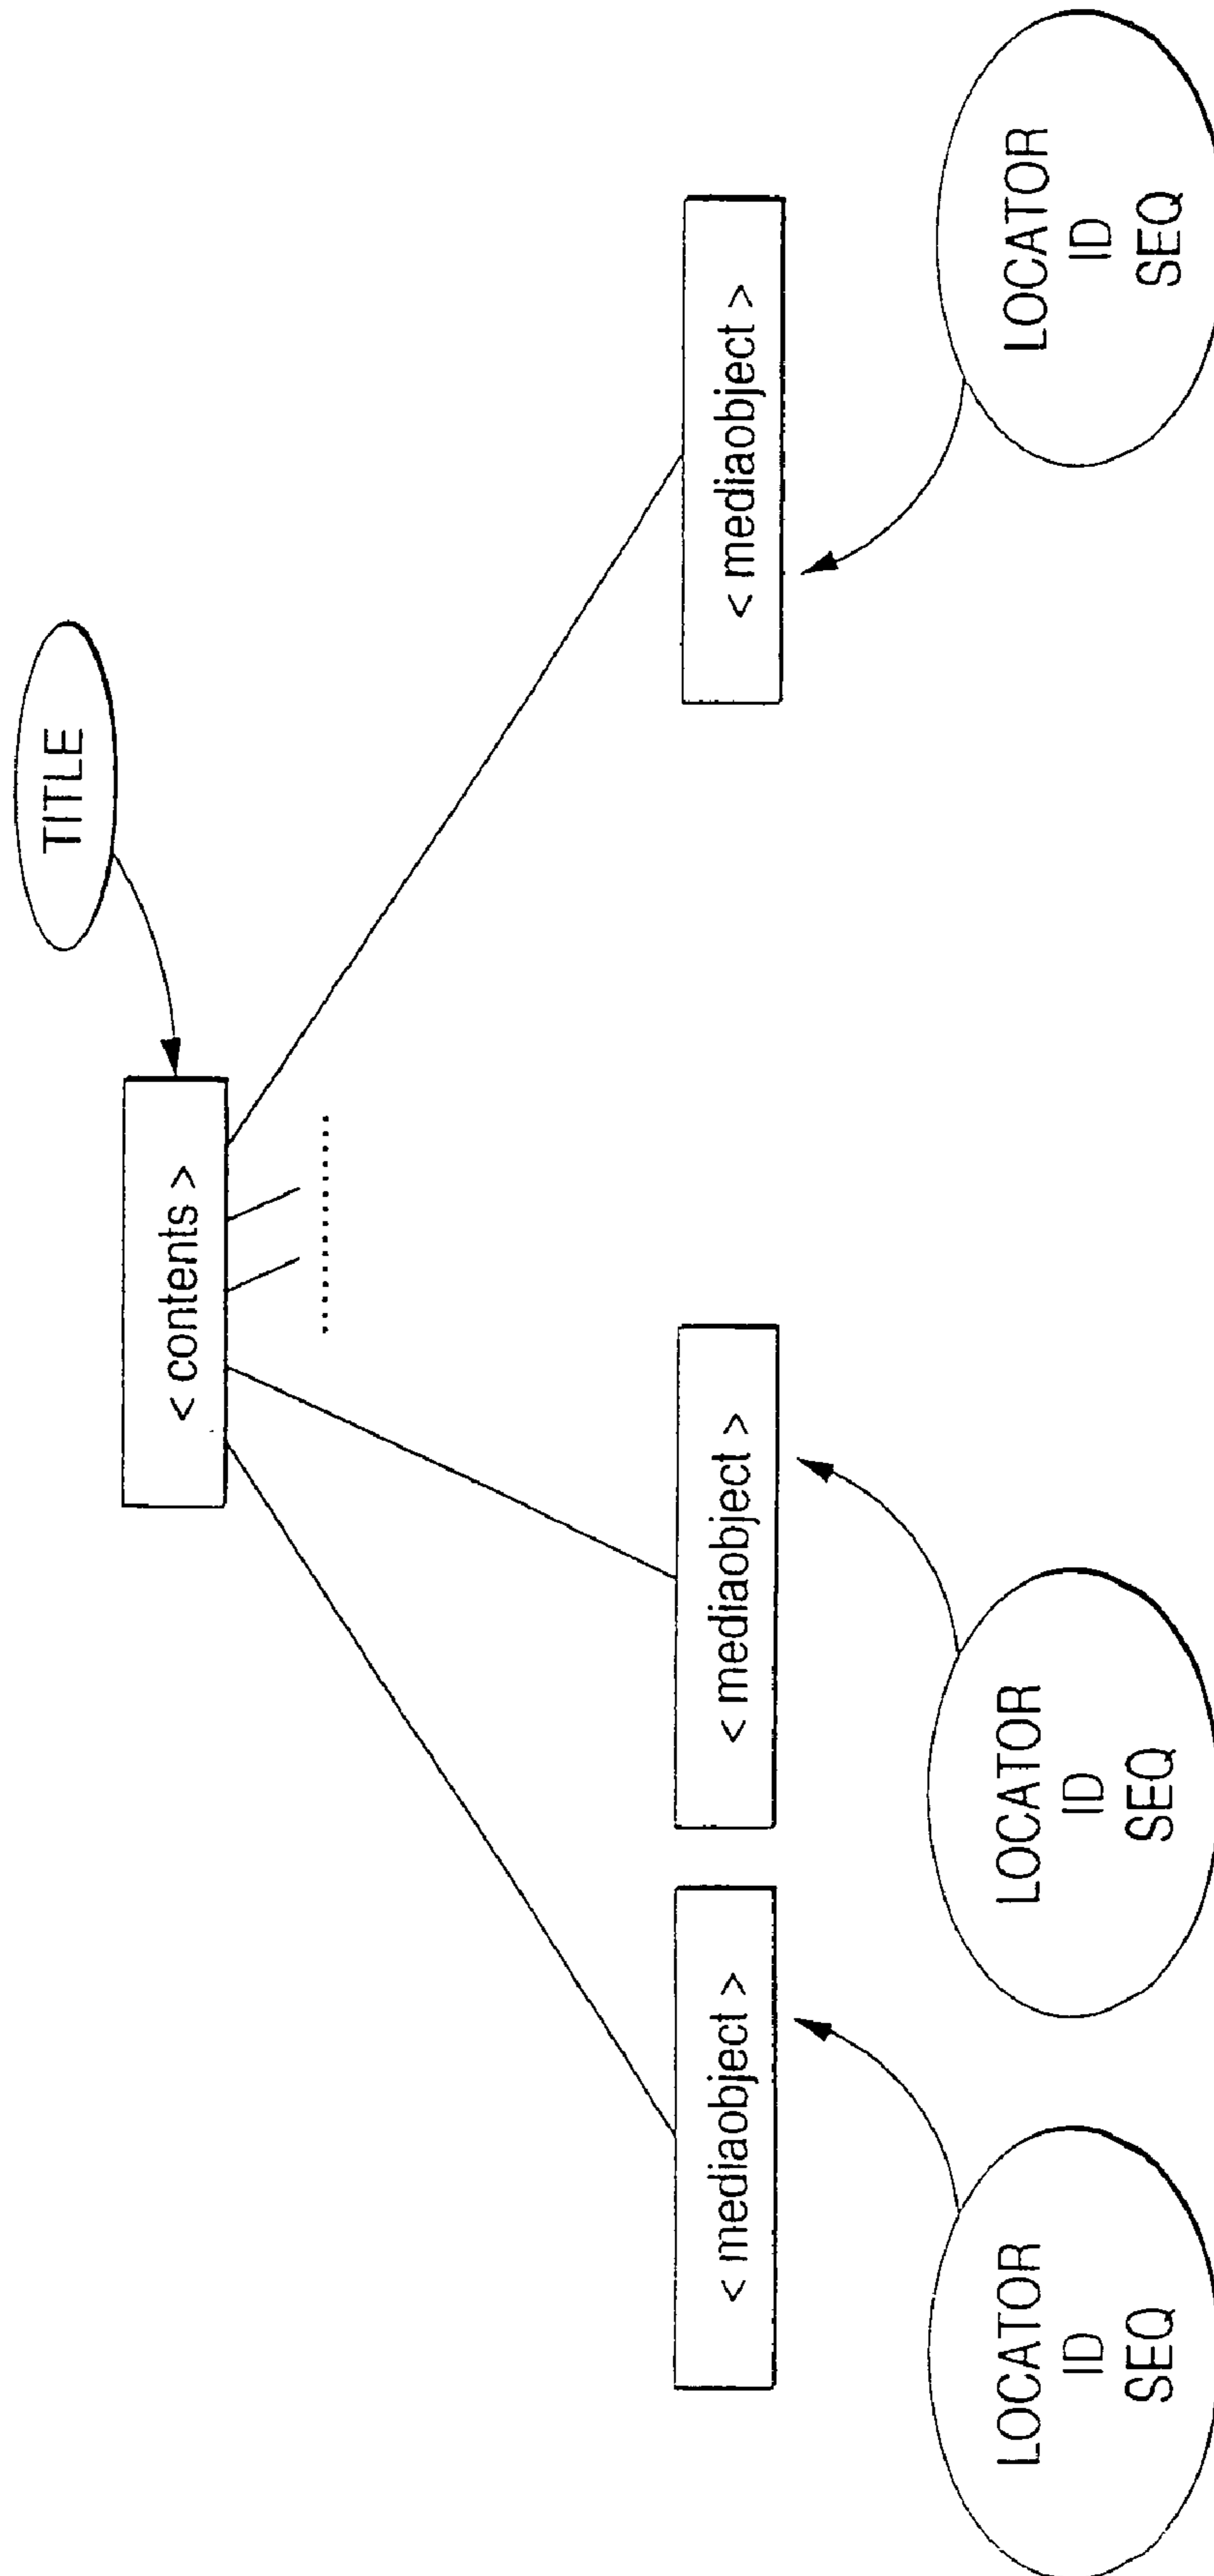 TITLE
< contents >
..............
< mediaobject >
< mediaobject >
< mediaobject >
LOCATOR
ID
SEQ
LOCATOR
ID
SEQ
LOCATOR
ID
SEQ